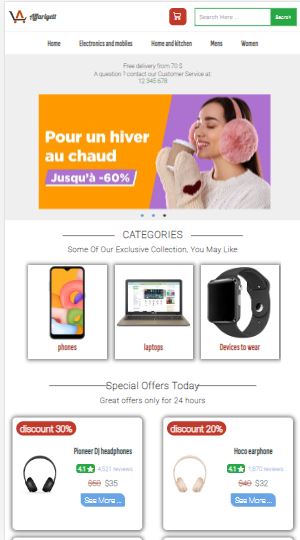 Affariyett
Search Here ...
Search
Home Electronics and mobiles Home and kitchen Mens Women
Free delivery from 70 $
A question ? contact our Customer Service at
12 345 678
Pour un hiver
au chaud
Jusqu'à -60%
CATEGORIES
Some Of Our Exclusive Collection, You May Like
phones
laptops
Devices to wear
Special Offers Today
Great offers only for 24 hours
discount 30%
Pioneer Dj headphones
4.1 ★ 4,521 reviews
$50 $35
See More ...
discount 20%
Hoco earphone
4.1 ★ 1,870 reviews
$40 $32
See More ...